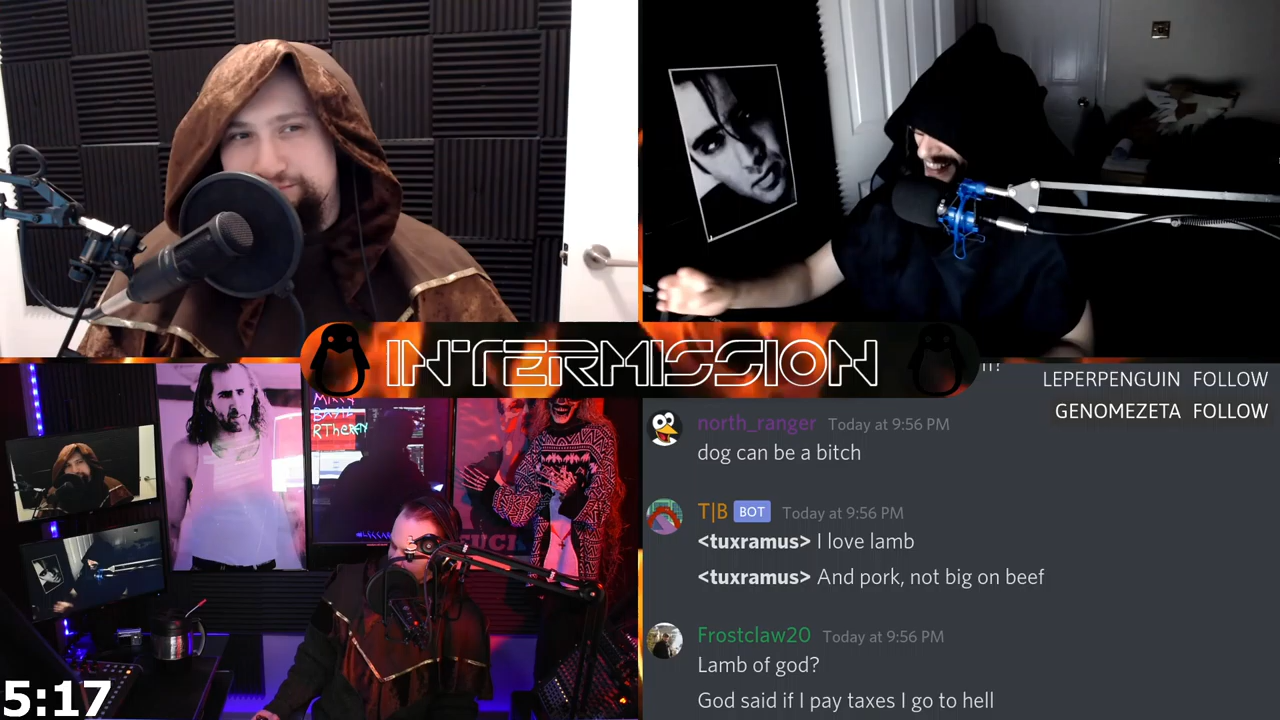 INTERMISSION
LEPERPENGUIN FOLLOW
GENOMEZETA FOLLOW
north_ranger Today at 9:56 PM
dog can be a bitch
T|B BOT Today at 9:56 PM
<tuxramus> I love lamb
<tuxramus> And pork, not big on beef
Frostclaw20 Today at 9:56 PM
Lamb of god?
God said if I pay taxes I go to hell
BASIL
5:17